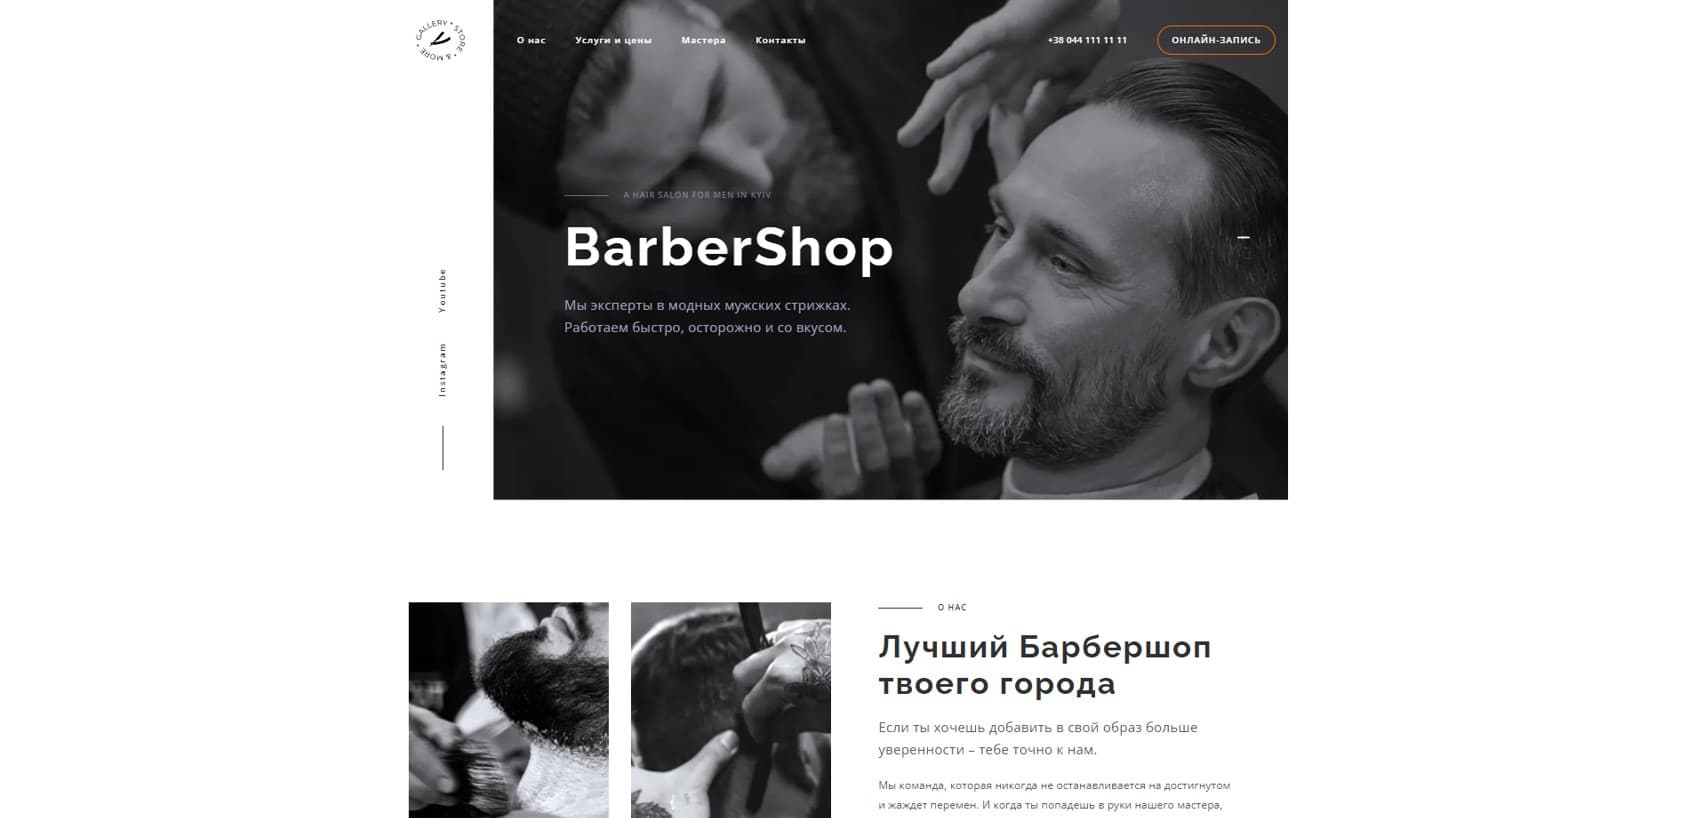 GALLERY • STORE • & MORE •
О нас
Услуги и цены
Мастера
Контакты
+38 044 111 11 11
ОНЛАЙН-ЗАПИСЬ
A HAIR SALON FOR MEN IN KYIV
BarberShop
Мы эксперты в модных мужских стрижках.
Работаем быстро, осторожно и со вкусом.
Youtube
Instagram
О НАС
Лучший Барбершоп
твоего города
Если ты хочешь добавить в свой образ больше
уверенности – тебе точно к нам.
Мы команда, которая никогда не останавливается на достигнутом
и жаждет перемен. И когда ты попадешь в руки нашего мастера,